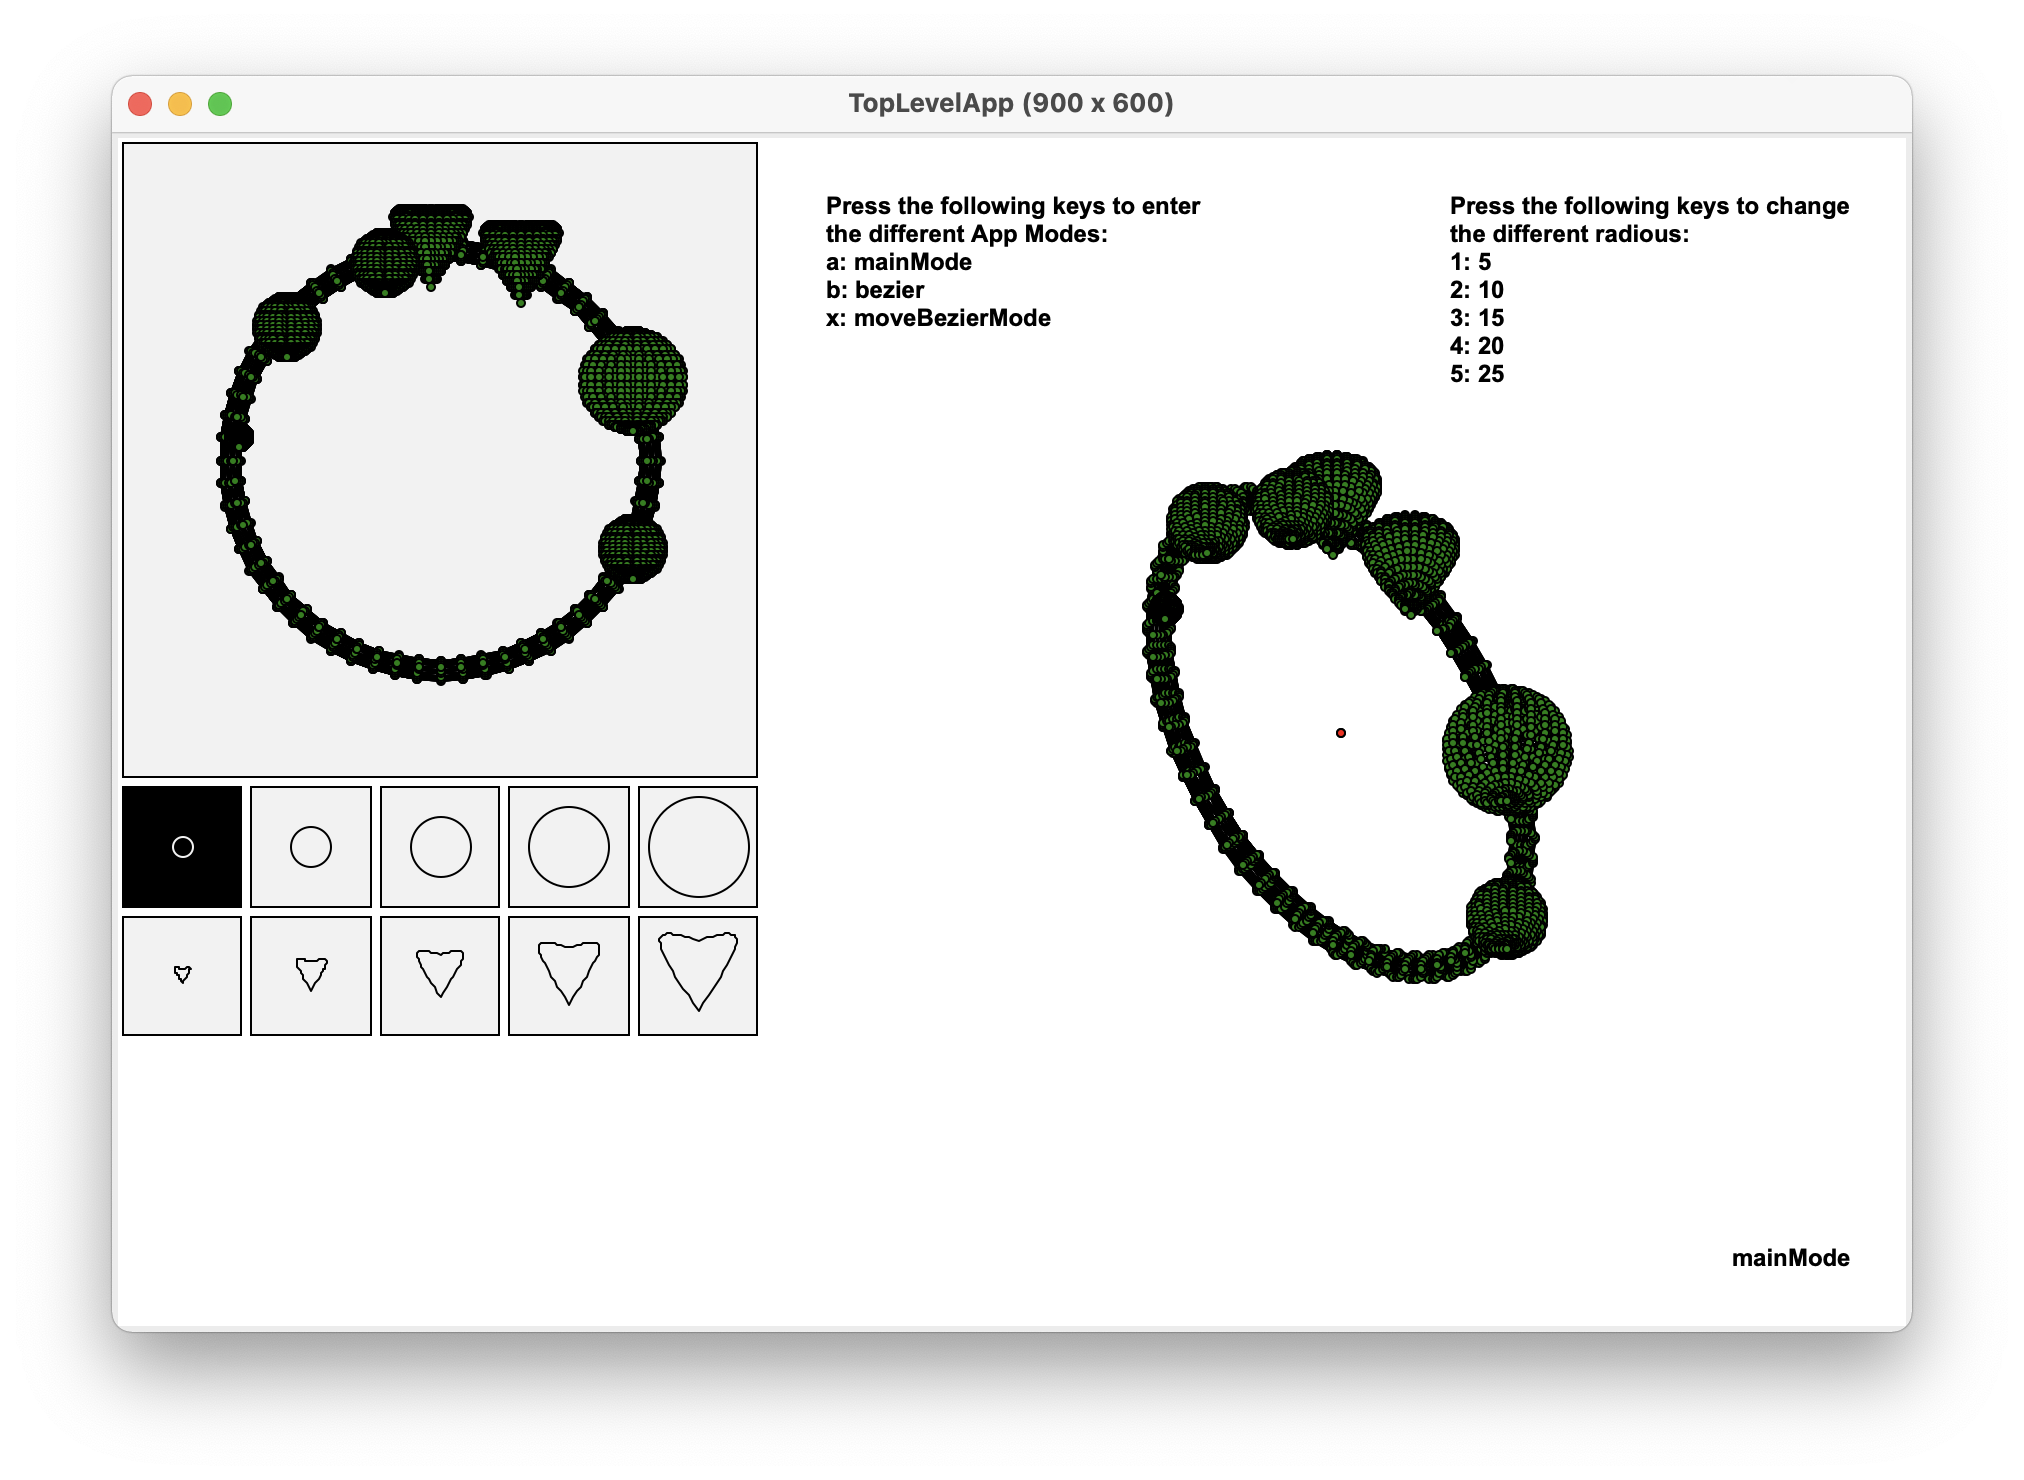 TopLevelApp (900 x 600)
Press the following keys to enter
the different App Modes:
a: mainMode
b: bezier
x: moveBezierMode
Press the following keys to change
the different radious:
1: 5
2: 10
3: 15
4: 20
5: 25
mainMode